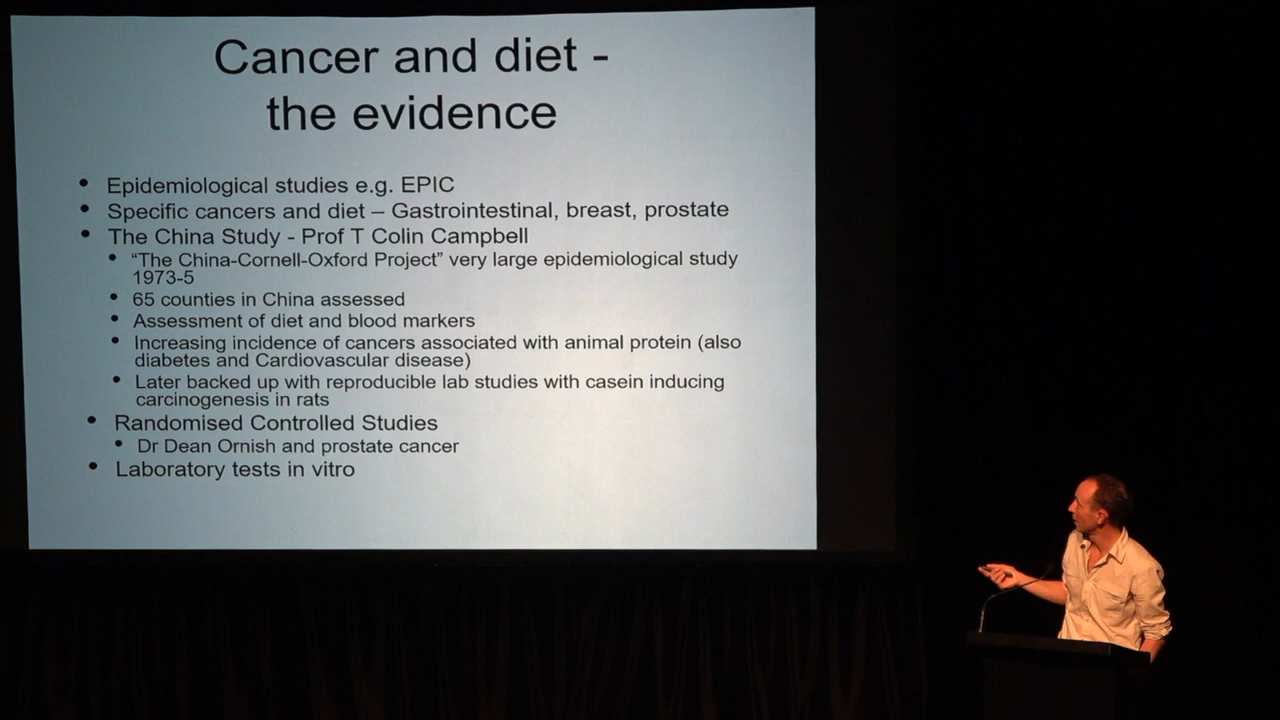 Cancer and diet -
the evidence
• Epidemiological studies e.g. EPIC
• Specific cancers and diet – Gastrointestinal, breast, prostate
• The China Study - Prof T Colin Campbell
• “The China-Cornell-Oxford Project” very large epidemiological study
1973-5
• 65 counties in China assessed
• Assessment of diet and blood markers
• Increasing incidence of cancers associated with animal protein (also
diabetes and Cardiovascular disease)
• Later backed up with reproducible lab studies with casein inducing
carcinogenesis in rats
• Randomised Controlled Studies
• Dr Dean Ornish and prostate cancer
• Laboratory tests in vitro